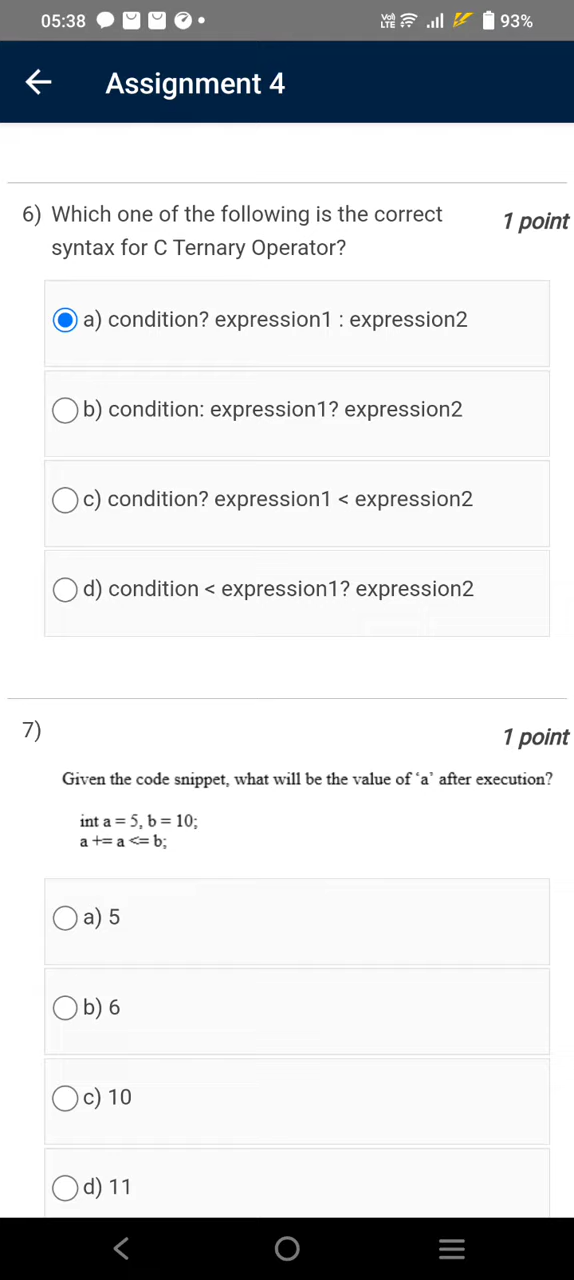 05:38 Vol LTE 93%
Assignment 4
6) Which one of the following is the correct 1 point
syntax for C Ternary Operator?
a) condition? expression1 : expression2
b) condition: expression1? expression2
c) condition? expression1 < expression2
d) condition < expression1? expression2
7) 1 point
Given the code snippet, what will be the value of ‘a’ after execution?
int a = 5, b = 10;
a += a <= b;
a) 5
b) 6
c) 10
d) 11